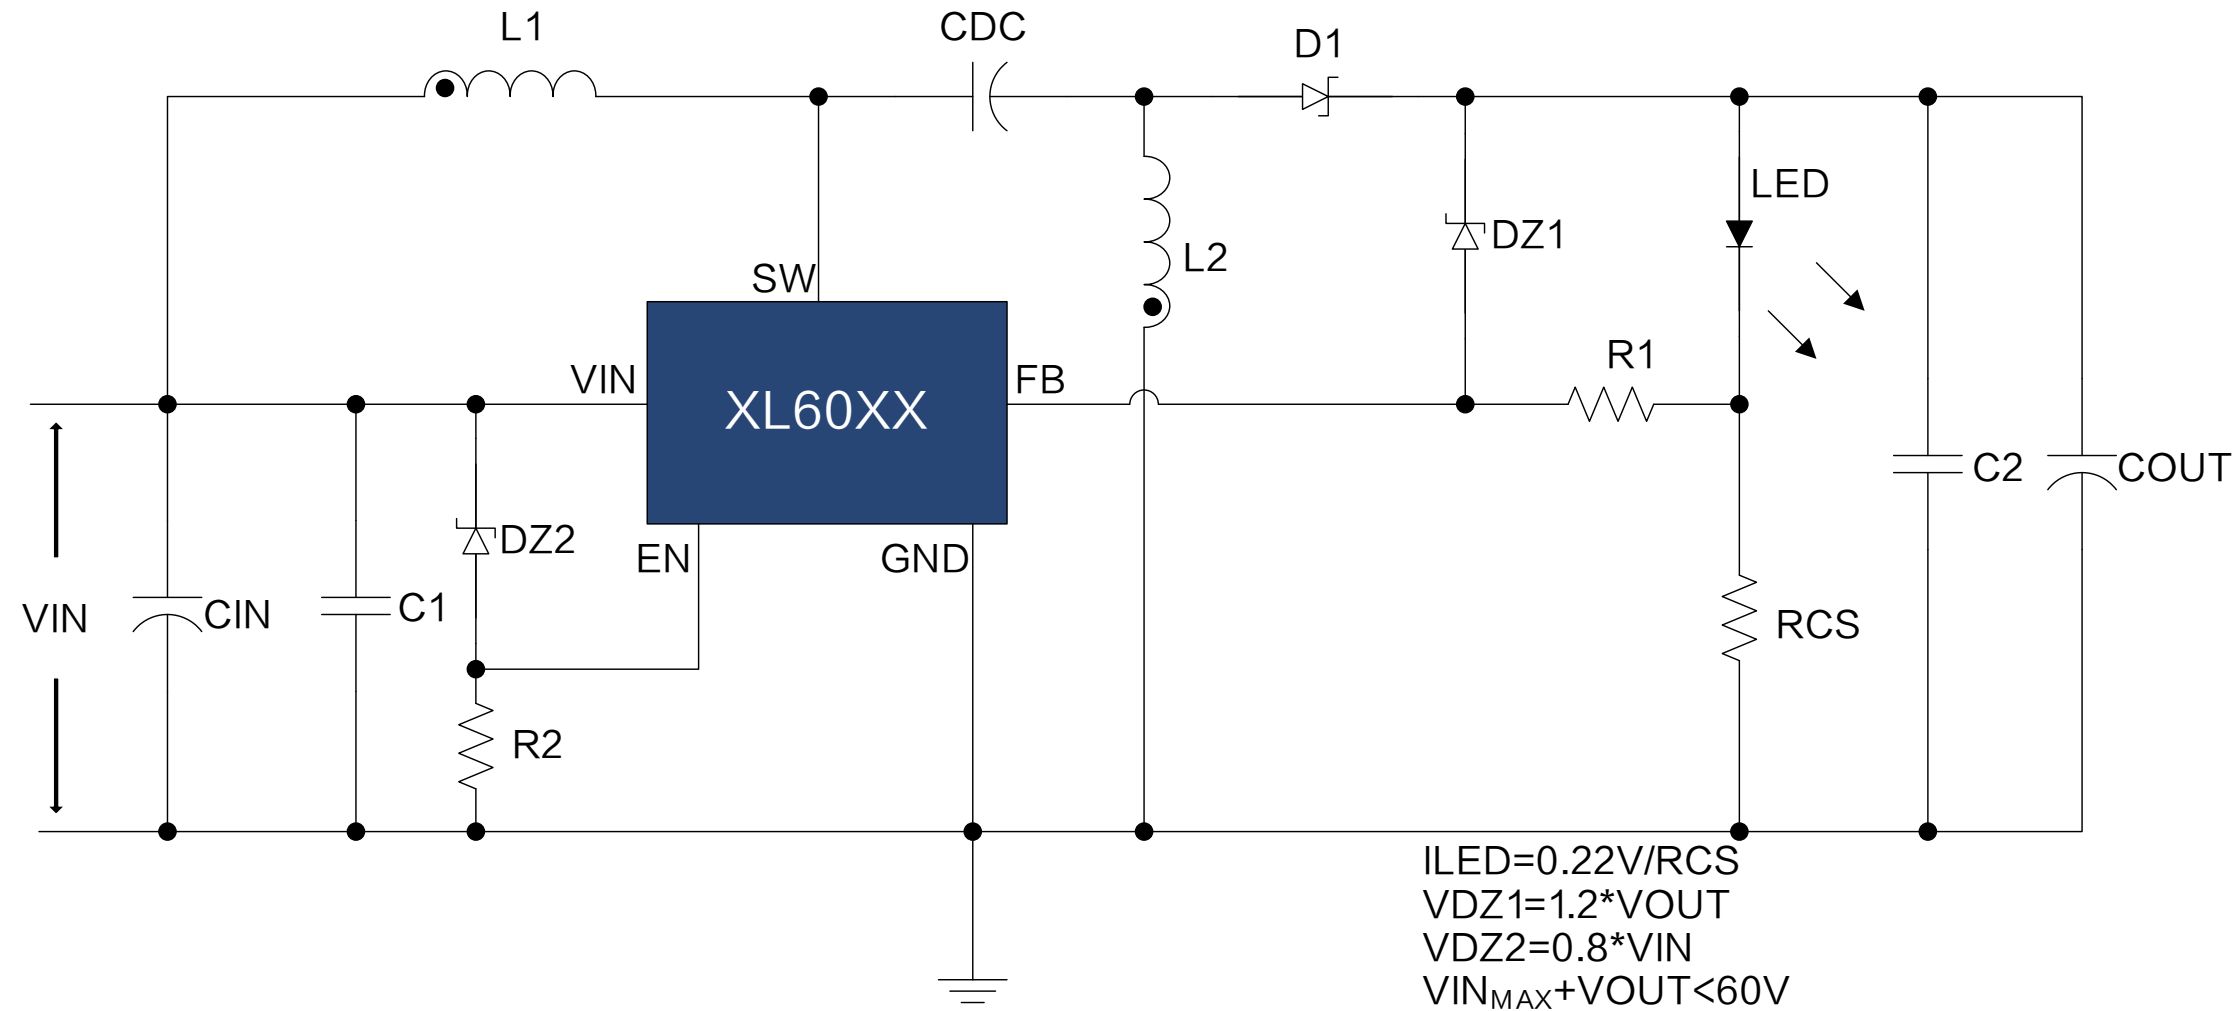 L1
CDC
D1
LED
L2
DZ1
SW
VIN
FB
R1
XL60XX
C2
COUT
DZ2
EN
GND
VIN
CIN
C1
RCS
R2
ILED=0.22V/RCS
VDZ1=1.2*VOUT
VDZ2=0.8*VIN
VINMAX+VOUT<60V